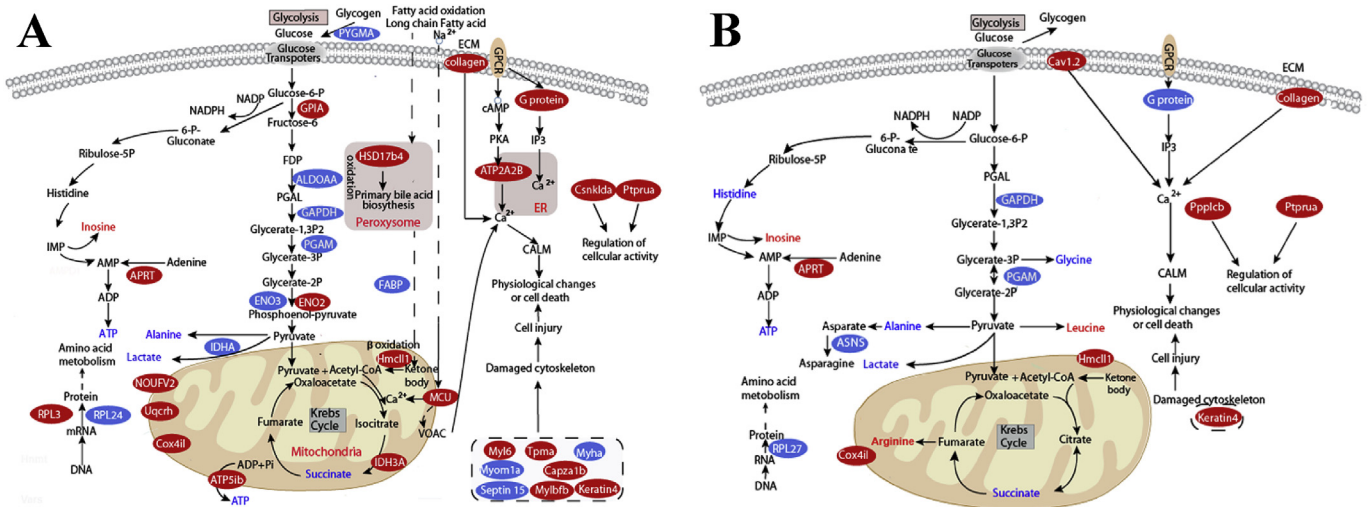 A
Glycolysis
Glycogen
Glucose
PYGMA
Glucose
Transpoters
Fatty acid oxidation
Long chain Fatty acid
Na²⁺
ECM
collagen
GPCR
G protein
cAMP
PKA
IP3
ATP2A2B
Ca²⁺
ER
Ca²⁺
Glucose-6-P
NADP
NADPH
GPIA
Fructose-6
6-P-
Gluconate
Ribulose-5P
FDP
ALDOAA
PGAL
Histidine
GAPDH
Glycerate-1,3P2
PGAM
Glycerate-3P
Inosine
IMP
AMP
Adenine
APRT
ADP
ATP
Glycerate-2P
ENO3
ENO2
Phosphoenol-pyruvate
Pyruvate
Alanine
IDHA
Lactate
oxidation
HSD17b4
Primary bile acid
biosythesis
Peroxysome
FABP
Csnklda
Ptprua
Regulation of
cellular activity
CALM
Physiological changes
or cell death
Cell injury
Damaged cytoskeleton
Amino acid
metobolism
Protein
RPL3
RPL24
mRNA
DNA
NOUFV2
Uqcrh
Cox4il
β oxidation
Hmcll1
Pyruvate +Acetyl-CoA
Ketone
body
Oxaloacetate
Ca²⁺
MCU
VOAC
Fumarate
Krebs
Cycle
Isocitrate
Mitochondria
IDH3A
Succinate
ADP+Pi
ATP5ib
ATP
Myl6
Tpma
Myha
Myom1a
Capza1b
Septin 15
Mylbfb
Keratin4
B
Glycolysis
Glycogen
Glucose
Glucose
Transpoters
Cav1.2
GPCR
ECM
G protein
Collagen
IP3
Ca²⁺
NADPH
NADP
6-P-
Gluconate
Glucose-6-P
Ribulose-5P
PGAL
Histidine
GAPDH
Glycerate-1,3P2
IMP
Inosine
AMP
Adenine
APRT
ADP
ATP
Glycerate-3P
Glycine
PGAM
Glycerate-2P
Ppplcb
Ptprua
Regulation of
cellular activity
CALM
Physiological changes
or cell death
Cell injury
Damaged cytoskeleton
Keratin4
Asparate
Alanine
Pyruvate
Leucine
ASNS
Asparagine
Lactate
Amino acid
metobolism
Protein
RPL27
RNA
DNA
Hmcll1
Pyruvate +Acetyl-CoA
Ketone
body
Oxaloacetate
Arginine
Fumarate
Krebs
Cycle
Citrate
Cox4il
Succinate